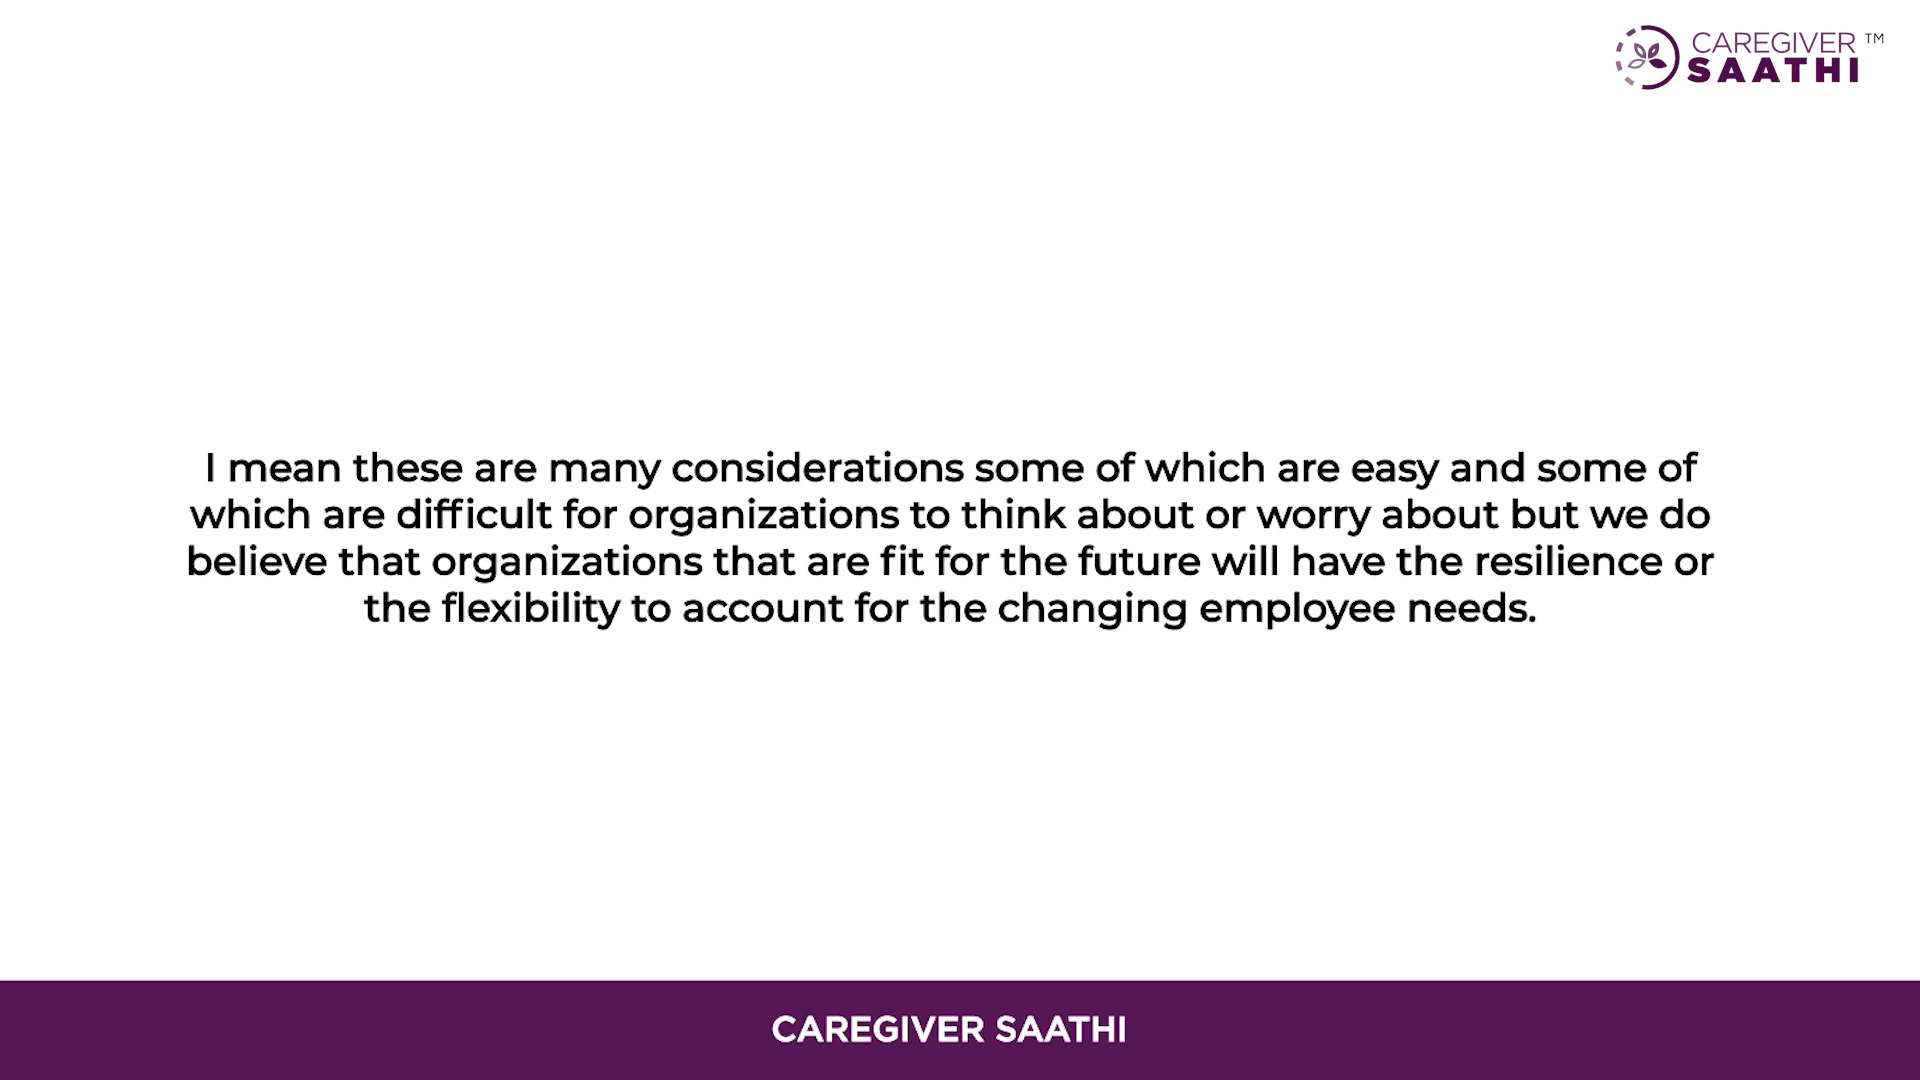 CAREGIVER TM
SAATHI
I mean these are many considerations some of which are easy and some of
which are difficult for organizations to think about or worry about but we do
believe that organizations that are fit for the future will have the resilience or
the flexibility to account for the changing employee needs.
CAREGIVER SAATHI